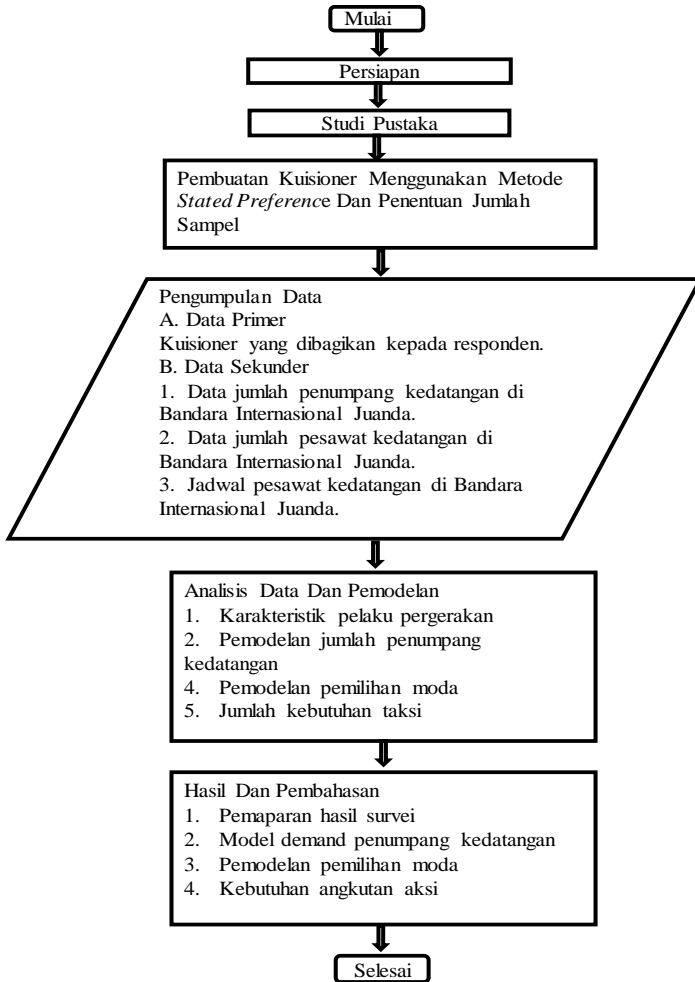 Mulai
Persiapan
Studi Pustaka
Pembuatan Kuisioner Menggunakan Metode
Stated Preference Dan Penentuan Jumlah
Sampel
Pengumpulan Data
A. Data Primer
Kuisioner yang dibagikan kepada responden.
B. Data Sekunder
1. Data jumlah penumpang kedatangan di
Bandara Internasional Juanda.
2. Data jumlah pesawat kedatangan di
Bandara Internasional Juanda.
3. Jadwal pesawat kedatangan di Bandara
Internasional Juanda.
Analisis Data Dan Pemodelan
1. Karakteristik pelaku pergerakan
2. Pemodelan jumlah penumpang
kedatangan
4. Pemodelan pemilihan moda
5. Jumlah kebutuhan taksi
Hasil Dan Pembahasan
1. Pemaparan hasil survei
2. Model demand penumpang kedatangan
3. Pemodelan pemilihan moda
4. Kebutuhan angkutan aksi
Selesai